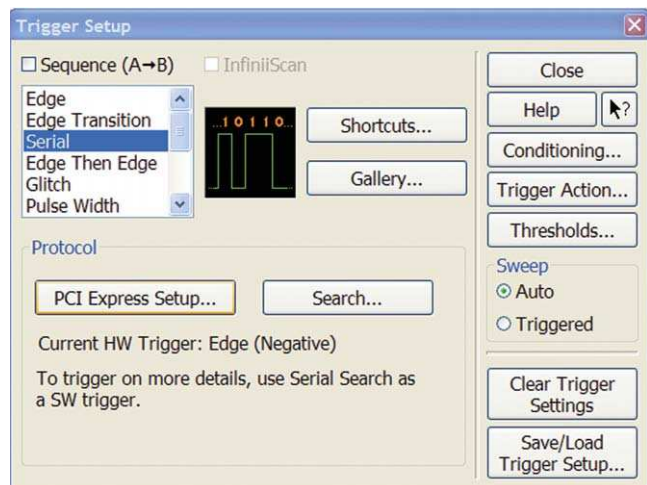 Trigger Setup
Sequence (A→B)
InfiniiScan
Edge
Edge Transition
Serial
Edge Then Edge
Glitch
Pulse Width
...10110...
Shortcuts...
Gallery...
Protocol
PCI Express Setup...
Search...
Current HW Trigger: Edge (Negative)
To trigger on more details, use Serial Search as
a SW trigger.
Close
Help
?
Conditioning...
Trigger Action...
Thresholds...
Sweep
Auto
Triggered
Clear Trigger
Settings
Save/Load
Trigger Setup...